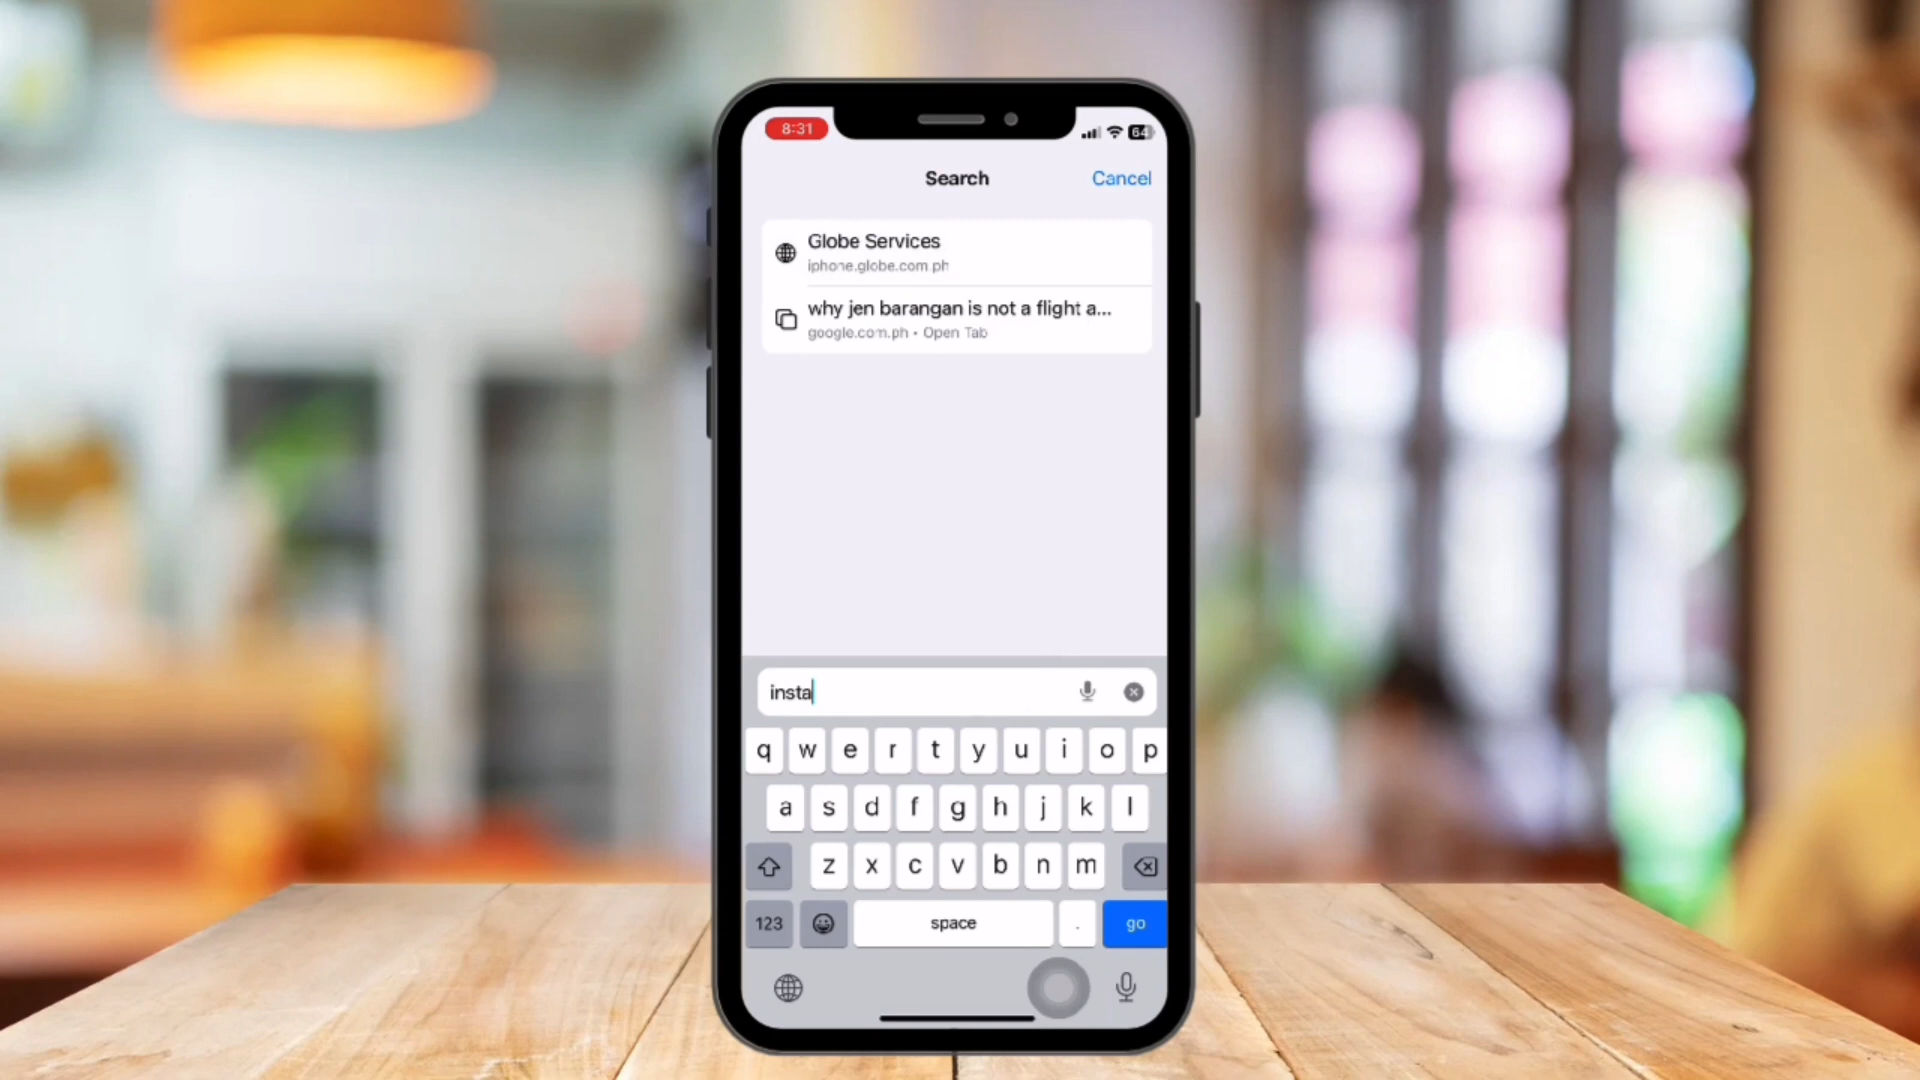 8:31
64
Search
Cancel
Globe Services
iphone.globe.com.ph
why jen barangan is not a flight a...
google.com.ph • Open Tab
insta
q w e r t y u i o p
a s d f g h j k l
z x c v b n m
123
space
.
go